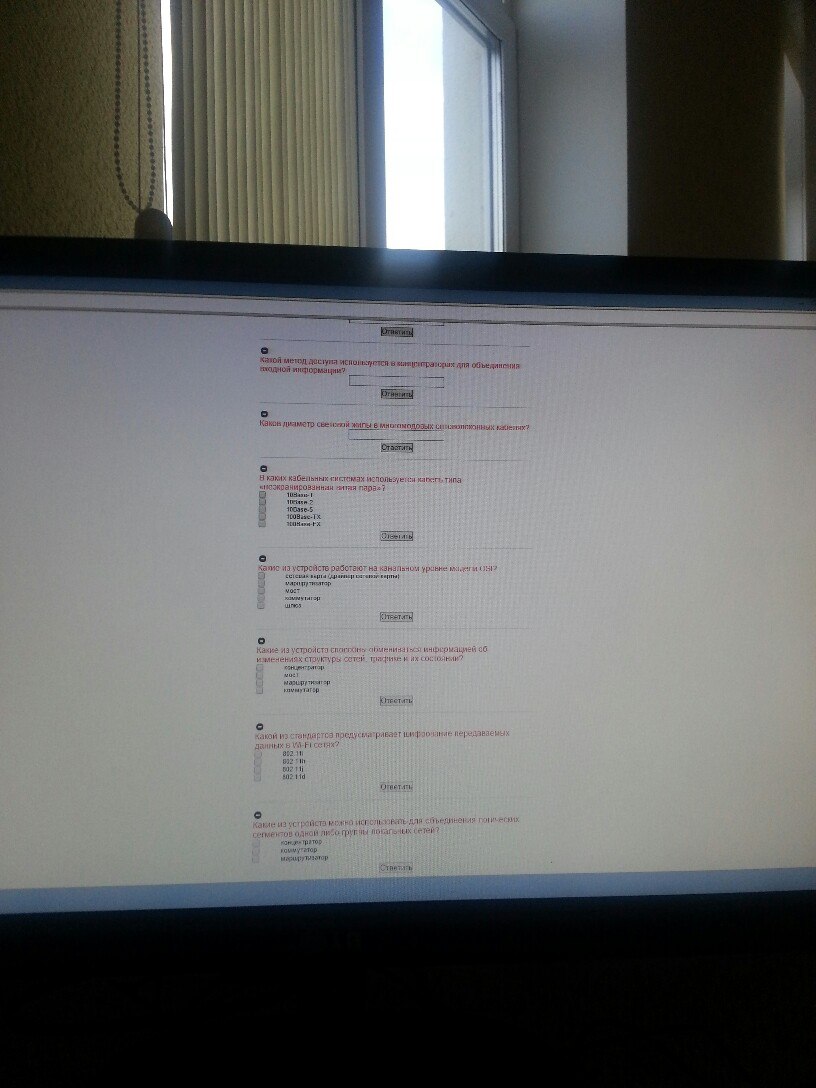 Ответить
Какой метод доступа используется в концентраторах для объединения
входной информации?
Ответить
Каков диаметр световой жилы в многомодовых оптоволоконных кабелях?
Ответить
В каких кабельных системах используется кабель типа
«неэкранированная витая пара»?
10Base-T
10Base-2
10Base-5
100Base-TX
100Base-FX
Ответить
Какие из устройств работают на канальном уровне модели OSI?
сетевая карта (драйвер сетевой карты)
маршрутизатор
мост
коммутатор
шлюз
Ответить
Какие из устройств способны обмениваться информацией об
изменениях структуры сетей, трафике и их состоянии?
концентратор
мост
маршрутизатор
коммутатор
Ответить
Какой из стандартов предусматривает шифрование передаваемых
данных в Wi-Fi сетях?
802.11i
802.11h
802.11j
802.11d
Ответить
Какие из устройств можно использовать для объединения логических
сегментов одной либо группы локальных сетей?
концентратор
коммутатор
маршрутизатор
Ответить